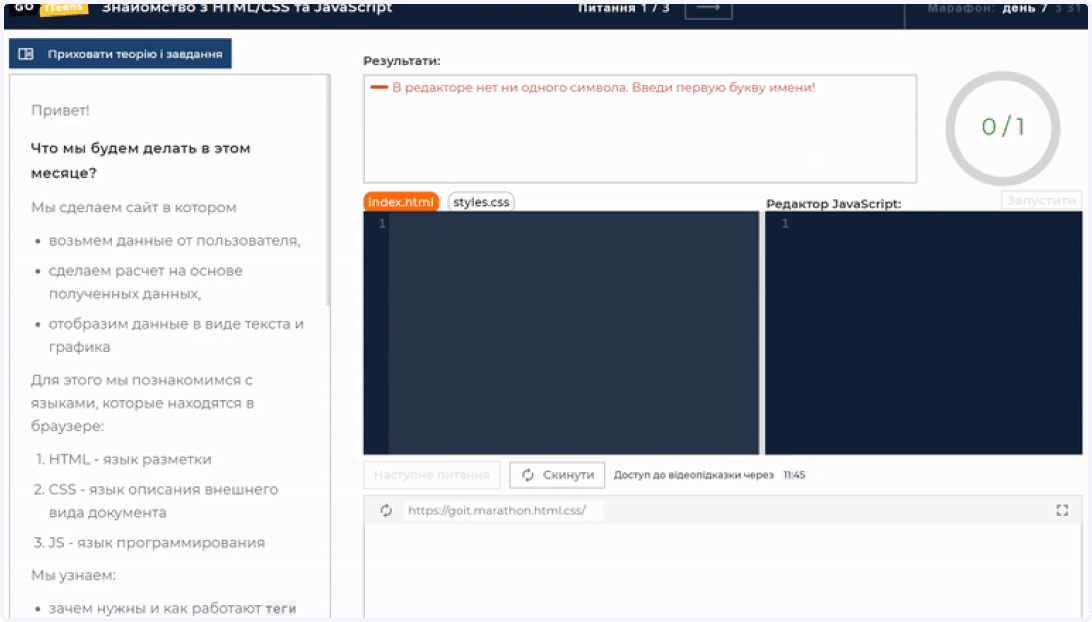 GO ITeens Знайомство з HTML/CSS та JavaScript Питання 1 / 3 Марафон: день 7 з 31
Приховати теорію і завдання
Привет!
Что мы будем делать в этом
месяце?
Мы сделаем сайт в котором
• возьмем данные от пользователя,
• сделаем расчет на основе
полученных данных,
• отобразим данные в виде текста и
графика
Для этого мы познакомимся с
языками, которые находятся в
браузере:
1. HTML - язык разметки
2. CSS - язык описания внешнего
вида документа
3. JS - язык программирования
Мы узнаем:
• зачем нужны и как работают теги
Результати:
В редакторе нет ни одного символа. Введи первую букву имени!
0 / 1
index.html styles.css
Редактор JavaScript: Запустити
1
1
Наступне питання Скинути Доступ до відеопідказки через 11:45
https://goit.marathon.html.css/